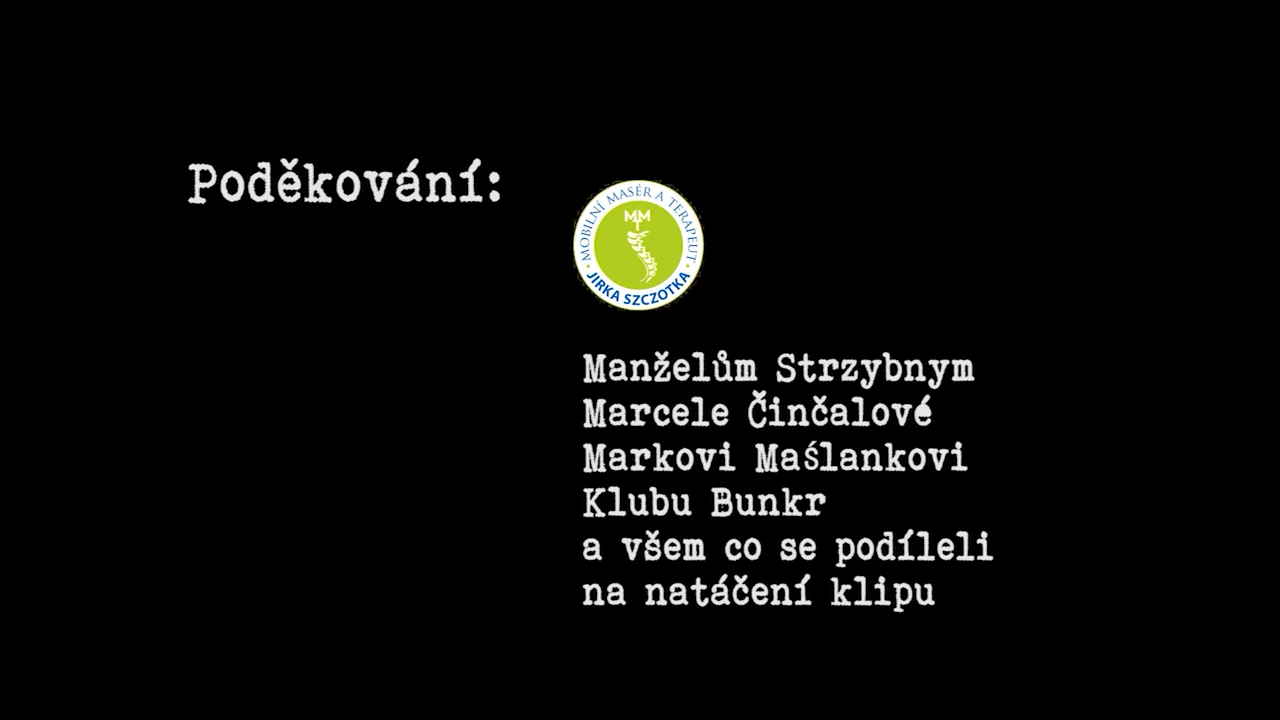 Poděkování:
MOBILNÍ MASÉR A TERAPEUT
MM
JIRKA SZCZOTKA
Manželům Strzybnym
Marcele Činčalové
Markovi Maślankovi
Klubu Bunkr
a všem co se podíleli
na natáčení klipu